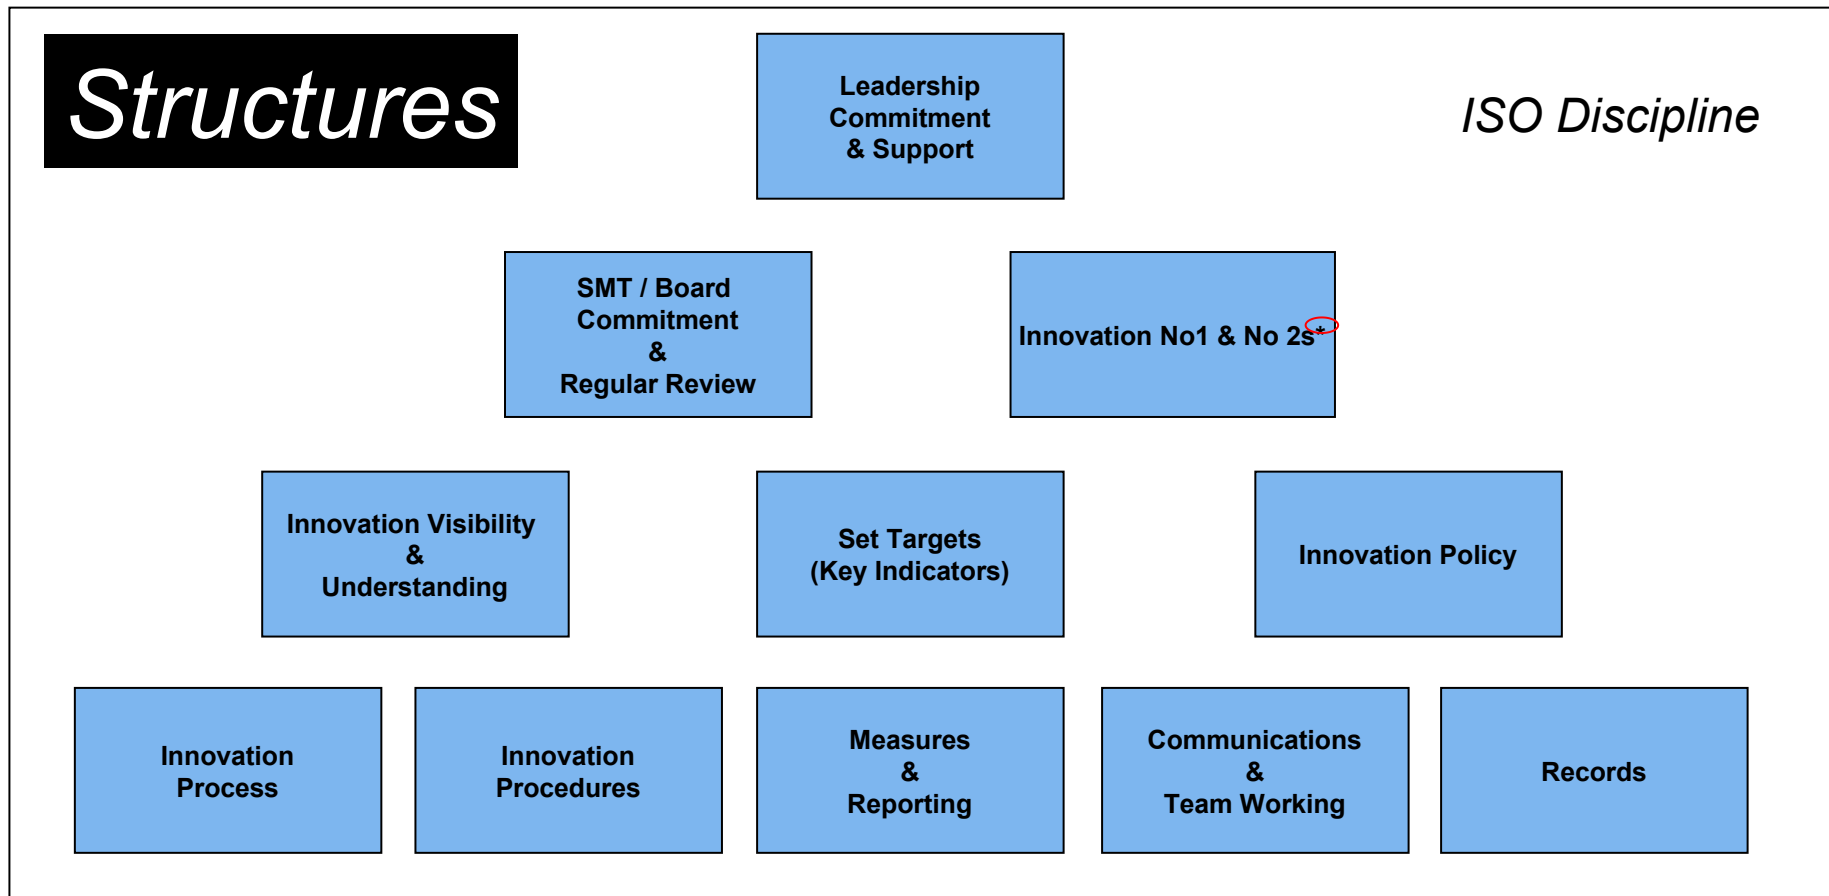 Structures
Leadership
Commitment
& Support
ISO Discipline
SMT / Board
Commitment
&
Regular Review
Innovation No1 & No 2s*
Innovation Visibility
&
Understanding
Set Targets
(Key Indicators)
Innovation Policy
Innovation
Process
Innovation
Procedures
Measures
&
Reporting
Communications
&
Team Working
Records